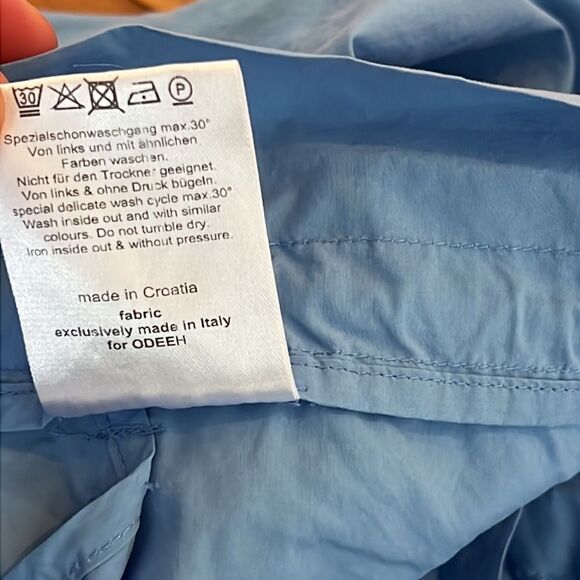 30 P
Spezialschonwaschgang max.30°
Von links und mit ähnlichen
Farben waschen.
Nicht für den Trockner geeignet.
Von links & ohne Druck bügeln.
special delicate wash cycle max.30°
Wash inside out and with similar
colours. Do not tumble dry.
Iron inside out & without pressure.
made in Croatia
fabric
exclusively made in Italy
for ODEEH